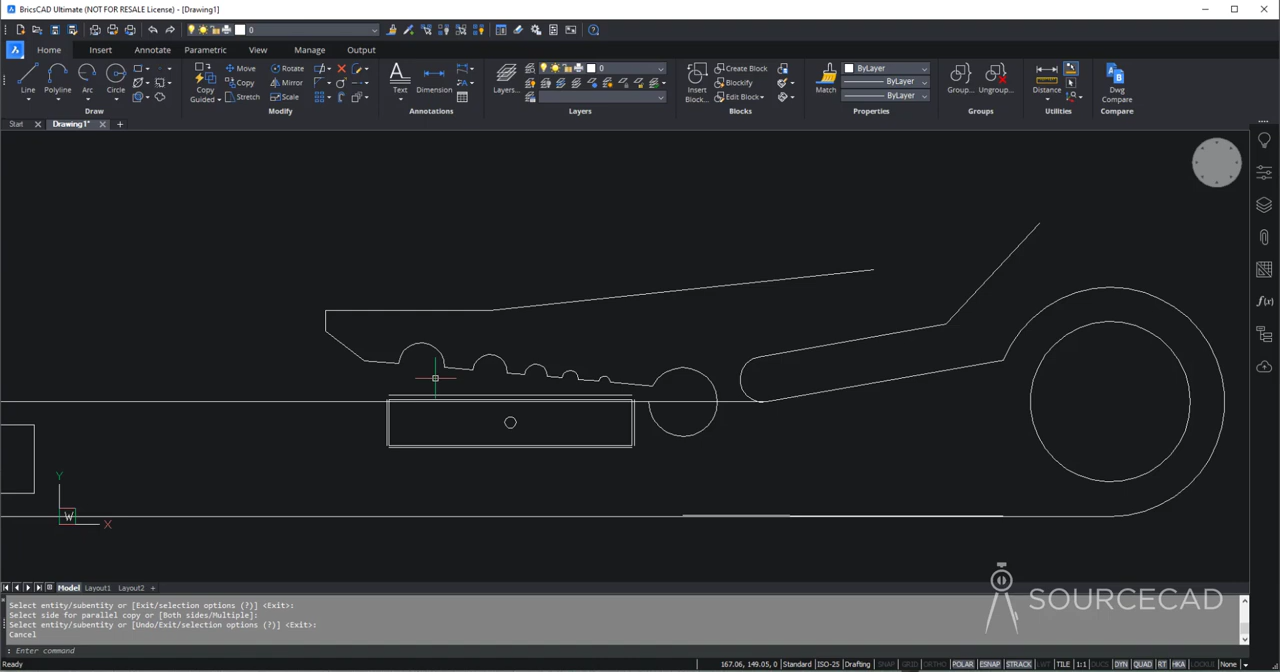 BricsCAD Ultimate (NOT FOR RESALE License) - [Drawing1]
0
Home Insert Annotate Parametric View Manage Output
Line Polyline Arc Circle
Draw
Copy Guided Move Copy Stretch Rotate Mirror Scale
Modify
Text Dimension
Annotations
Layers... 0
Layers
Insert Block... Create Block Blockify Edit Block
Blocks
Match ByLayer ByLayer ByLayer
Properties
Group... Ungroup...
Groups
Distance
Utilities
Dwg Compare
Compare
Start Drawing1*
f(x)
Y
W X
Model Layout1 Layout2 +
Select entity/subentity or [Exit/selection options (?)] <Exit>:
Select side for parallel copy or [Both sides/Multiple]:
Select entity/subentity or [Undo/Exit/selection options (?)] <Exit>:
Cancel
: Enter command
SOURCECAD
Ready 167.06, 149.05, 0 Standard ISO-25 Drafting SNAP GRID ORTHO POLAR ESNAP STRACK LWT TILE 1:1 DUCS DYN QUAD RT HKA LOCKUI None